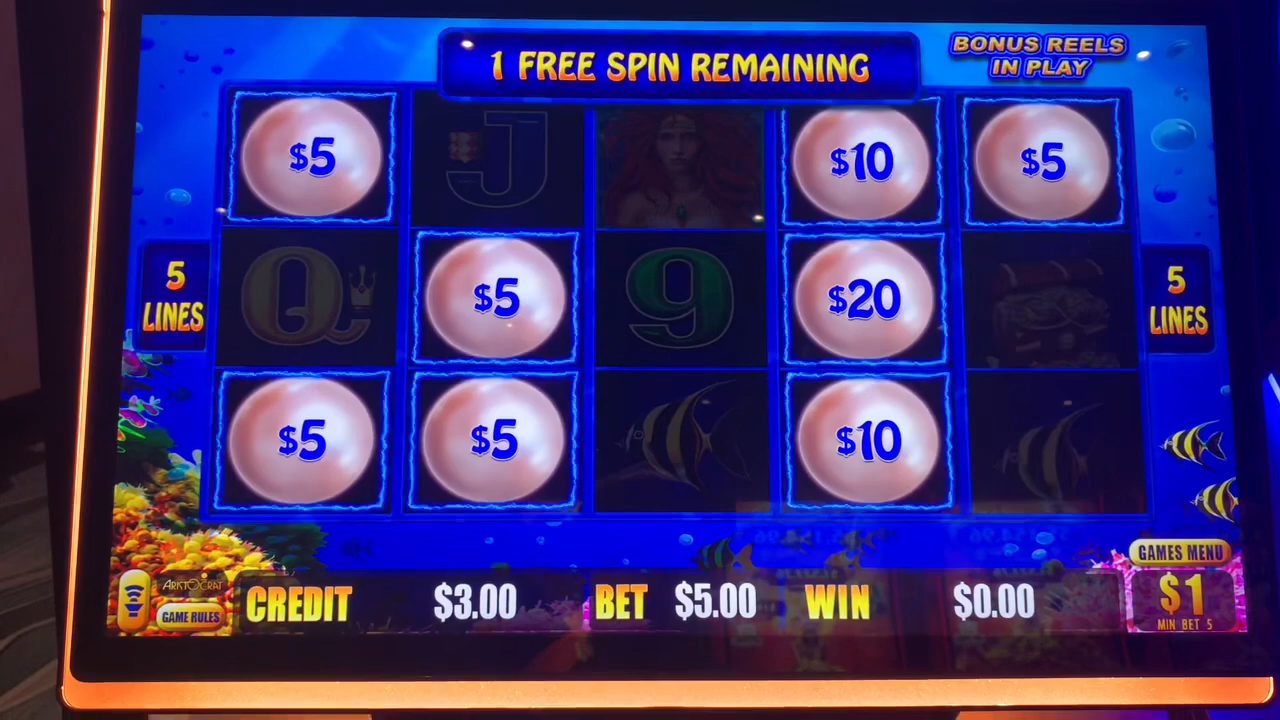 1 FREE SPIN REMAINING
BONUS REELS
IN PLAY
$5
J
$10
$5
5
LINES
Q
$5
9
$20
5
LINES
$5
$5
$10
GAMES MENU
ARISTOCRAT
GAME RULES
CREDIT $3.00 BET $5.00 WIN $0.00
$1
MIN BET 5